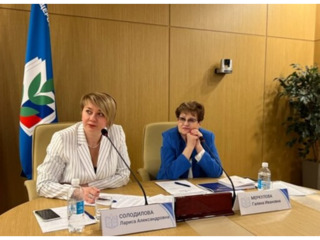 СОЛОДИЛОВА
Лариса Александровна
МЕРКУЛОВА
Галина Ивановна